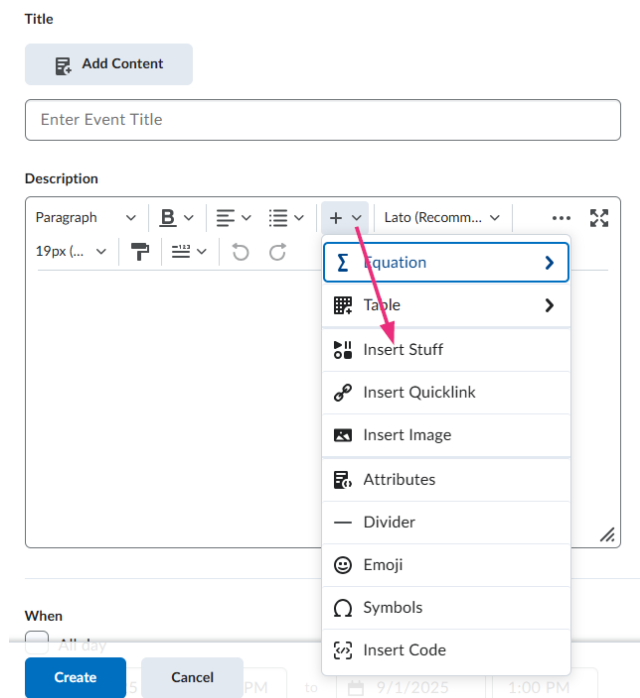 Title
Add Content
Enter Event Title
Description
Paragraph B Lato (Recomm...
19px (...
Equation
Table
Insert Stuff
Insert Quicklink
Insert Image
Attributes
Divider
Emoji
Symbols
Insert Code
When
All day
Create Cancel 5 PM to 9/1/2025 1:00 PM